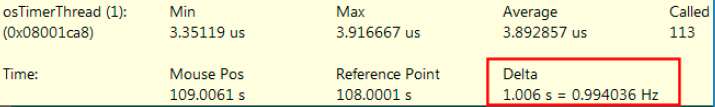 osTimerThread (1): Min Max Average Called
(0x08001ca8) 3.35119 us 3.916667 us 3.892857 us 113
Time: Mouse Pos Reference Point Delta
109.0061 s 108.0001 s 1.006 s = 0.994036 Hz